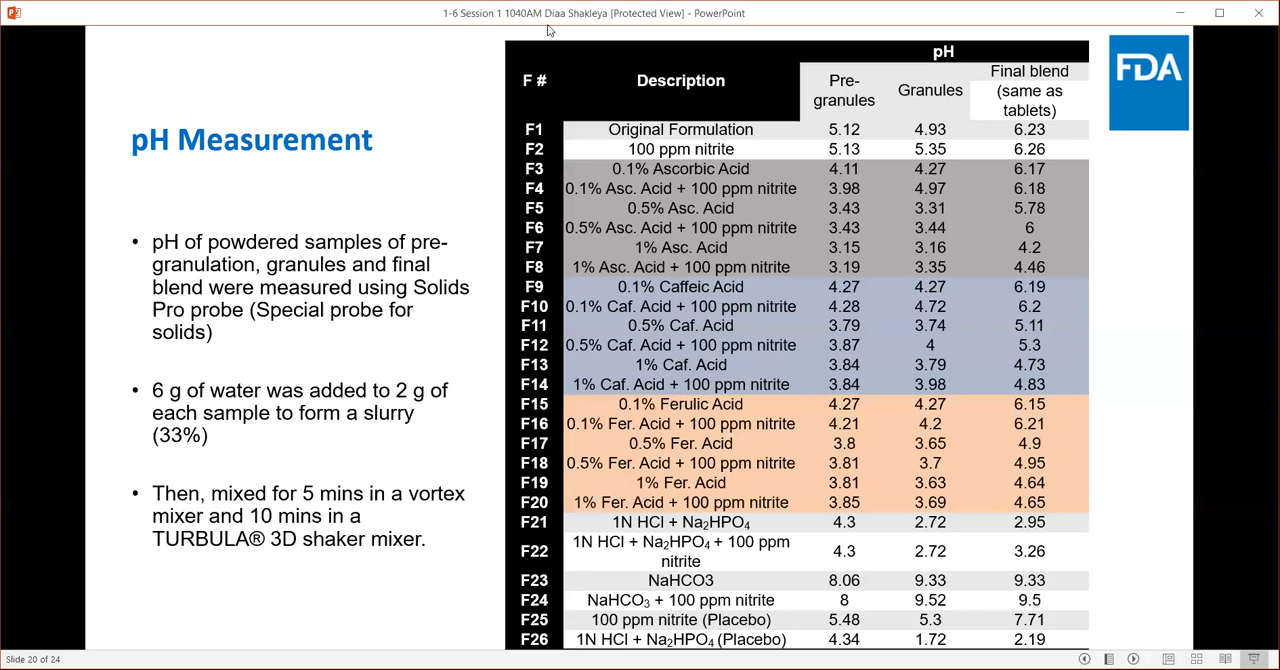 1-6 Session 1 1040AM Diaa Shakleya [Protected View] - PowerPoint
pH Measurement
• pH of powdered samples of pre-
granulation, granules and final
blend were measured using Solids
Pro probe (Special probe for
solids)
• 6 g of water was added to 2 g of
each sample to form a slurry
(33%)
• Then, mixed for 5 mins in a vortex
mixer and 10 mins in a
TURBULA® 3D shaker mixer.
pH
F # Description Pre-granules Granules Final blend (same as tablets)
F1 Original Formulation 5.12 4.93 6.23
F2 100 ppm nitrite 5.13 5.35 6.26
F3 0.1% Ascorbic Acid 4.11 4.27 6.17
F4 0.1% Asc. Acid + 100 ppm nitrite 3.98 4.97 6.18
F5 0.5% Asc. Acid 3.43 3.31 5.78
F6 0.5% Asc. Acid + 100 ppm nitrite 3.43 3.44 6
F7 1% Asc. Acid 3.15 3.16 4.2
F8 1% Asc. Acid + 100 ppm nitrite 3.19 3.35 4.46
F9 0.1% Caffeic Acid 4.27 4.27 6.19
F10 0.1% Caf. Acid + 100 ppm nitrite 4.28 4.72 6.2
F11 0.5% Caf. Acid 3.79 3.74 5.11
F12 0.5% Caf. Acid + 100 ppm nitrite 3.87 4 5.3
F13 1% Caf. Acid 3.84 3.79 4.73
F14 1% Caf. Acid + 100 ppm nitrite 3.84 3.98 4.83
F15 0.1% Ferulic Acid 4.27 4.27 6.15
F16 0.1% Fer. Acid + 100 ppm nitrite 4.21 4.2 6.21
F17 0.5% Fer. Acid 3.8 3.65 4.9
F18 0.5% Fer. Acid + 100 ppm nitrite 3.81 3.7 4.95
F19 1% Fer. Acid 3.81 3.63 4.64
F20 1% Fer. Acid + 100 ppm nitrite 3.85 3.69 4.65
F21 1N HCl + Na₂HPO₄ 4.3 2.72 2.95
F22 1N HCl + Na₂HPO₄ + 100 ppm nitrite 4.3 2.72 3.26
F23 NaHCO3 8.06 9.33 9.33
F24 NaHCO₃ + 100 ppm nitrite 8 9.52 9.5
F25 100 ppm nitrite (Placebo) 5.48 5.3 7.71
F26 1N HCl + Na₂HPO₄ (Placebo) 4.34 1.72 2.19
FDA
Slide 20 of 24